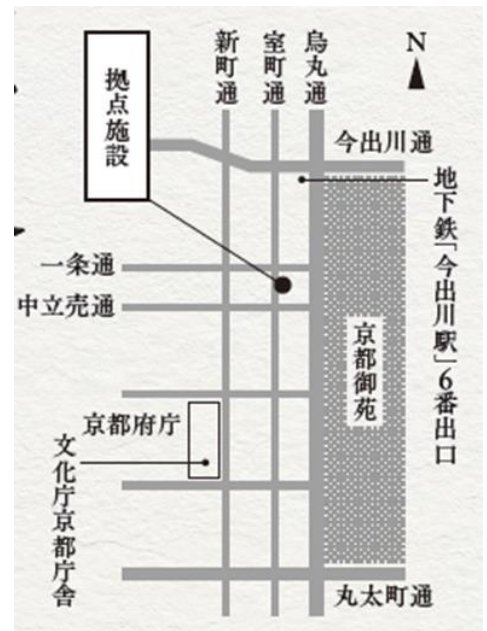 新町通
室町通
烏丸通
N
拠点施設
今出川通
地下鉄「今出川駅」6番出口
一条通
中立売通
京都御苑
京都府庁
文化庁京都庁舎
丸太町通